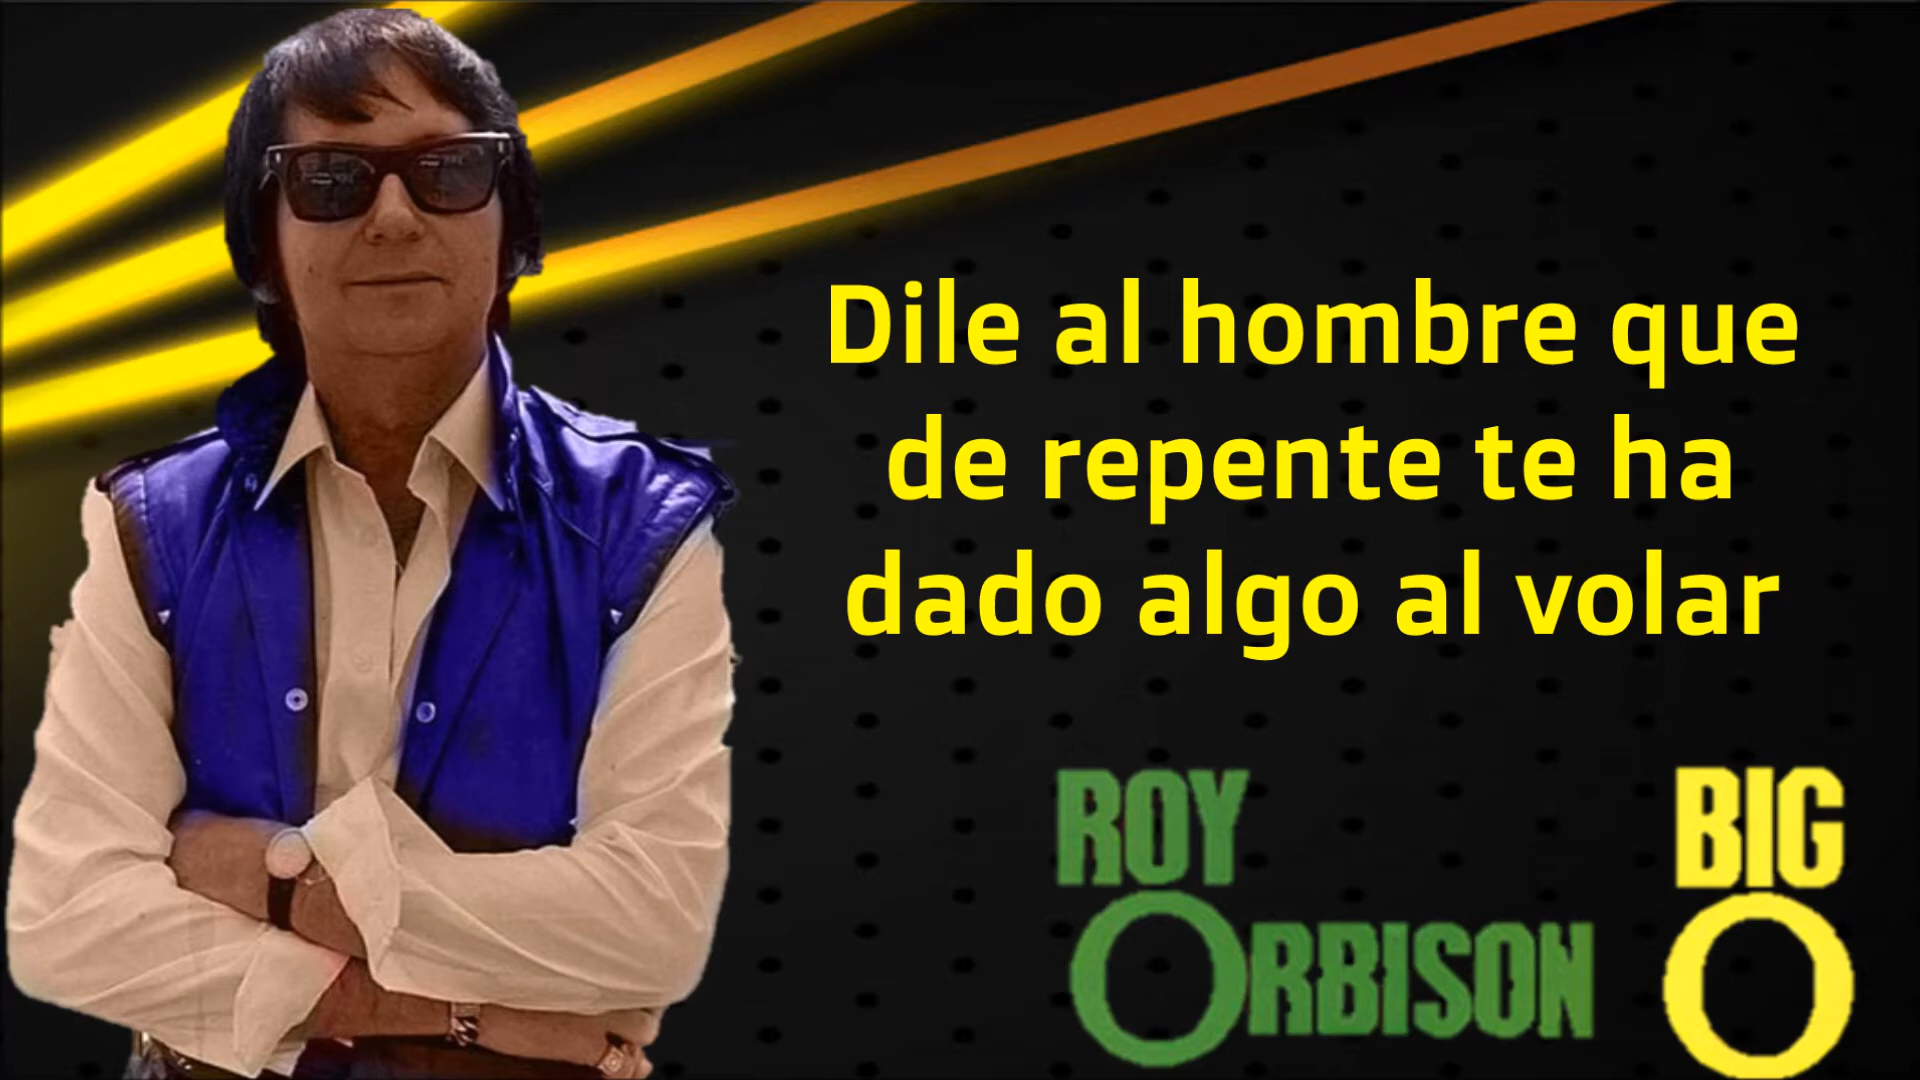 Dile al hombre que
de repente te ha
dado algo al volar
ROY
ORBISON
BIG
O